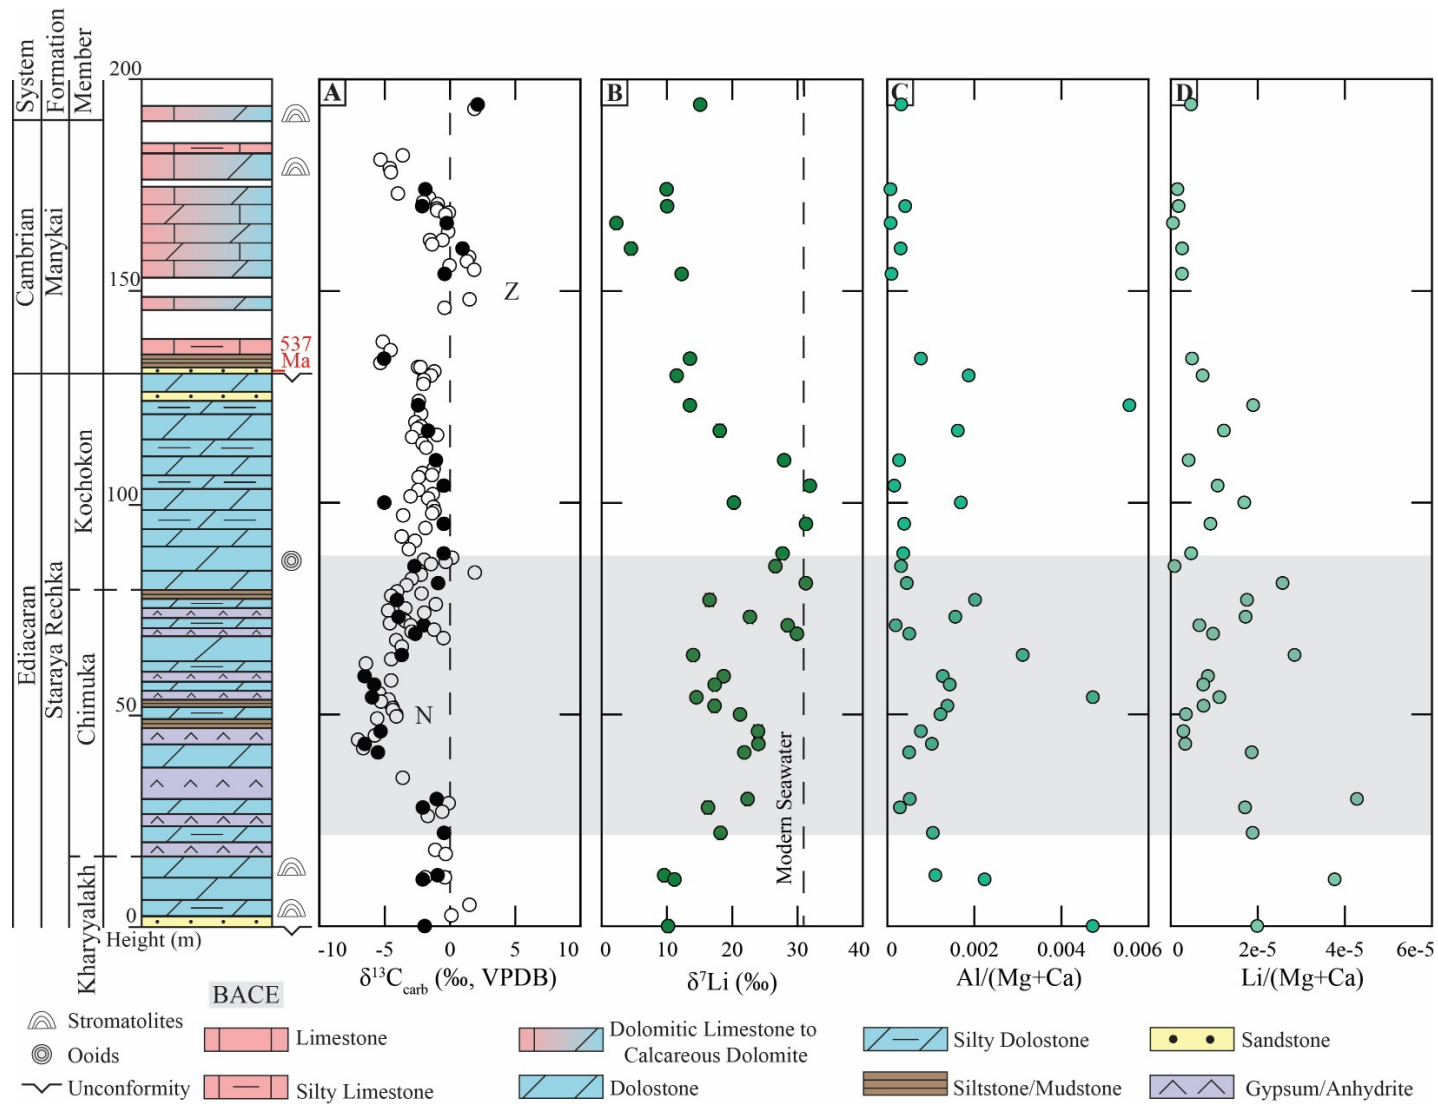 System
Formation
Member
Cambrian
Manykai
Ediacaran
Staraya Rechka
Kochokon
Chimuka
Kharyyalakh
200
150
100
50
0
Height (m)
537
Ma
A
Z
N
-10
-5
0
5
10
δ¹³Ccarb (‰, VPDB)
B
Modern Seawater
0
10
20
30
40
δ⁷Li (‰)
C
0
0.002
0.004
0.006
Al/(Mg+Ca)
D
0
2e-5
4e-5
6e-5
Li/(Mg+Ca)
BACE
Stromatolites
Ooids
Unconformity
Limestone
Silty Limestone
Dolomitic Limestone to
Calcareous Dolomite
Dolostone
Silty Dolostone
Siltstone/Mudstone
Sandstone
Gypsum/Anhydrite